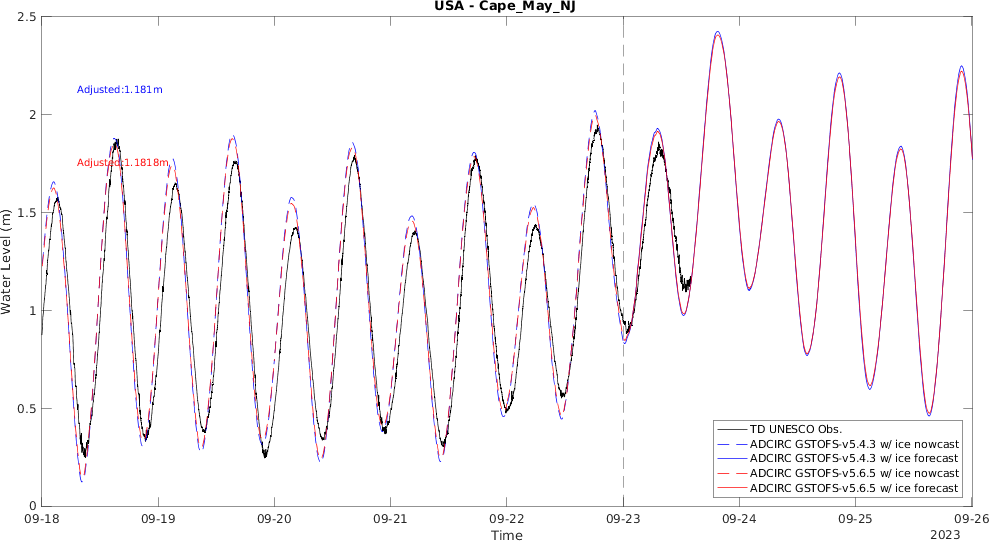 USA - Cape_May_NJ
2.5
2
1.5
1
0.5
0
Water Level (m)
Adjusted:1.181m
Adjusted:1.1818m
TD UNESCO Obs.
ADCIRC GSTOFS-v5.4.3 w/ ice nowcast
ADCIRC GSTOFS-v5.4.3 w/ ice forecast
ADCIRC GSTOFS-v5.6.5 w/ ice nowcast
ADCIRC GSTOFS-v5.6.5 w/ ice forecast
09-18 09-19 09-20 09-21 09-22 09-23 09-24 09-25 09-26
Time
2023